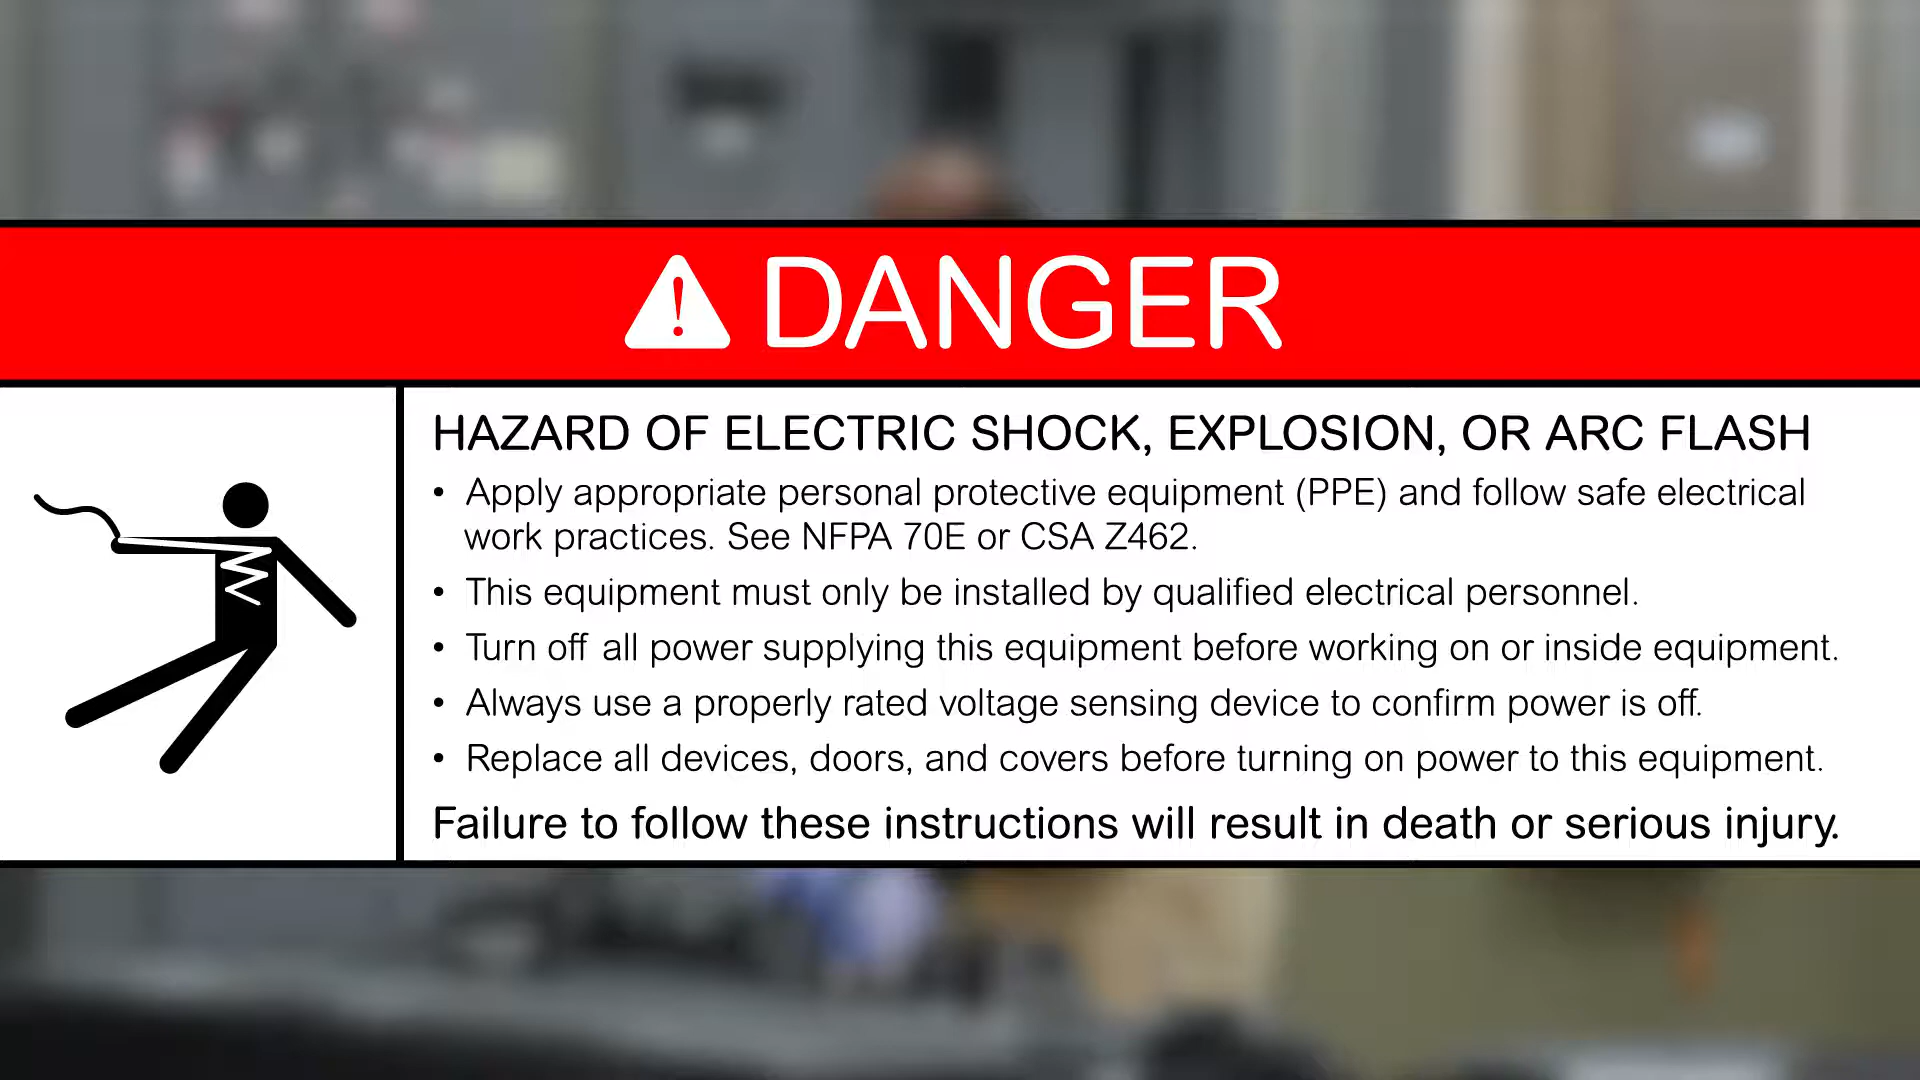 DANGER
HAZARD OF ELECTRIC SHOCK, EXPLOSION, OR ARC FLASH
• Apply appropriate personal protective equipment (PPE) and follow safe electrical
work practices. See NFPA 70E or CSA Z462.
• This equipment must only be installed by qualified electrical personnel.
• Turn off all power supplying this equipment before working on or inside equipment.
• Always use a properly rated voltage sensing device to confirm power is off.
• Replace all devices, doors, and covers before turning on power to this equipment.
Failure to follow these instructions will result in death or serious injury.